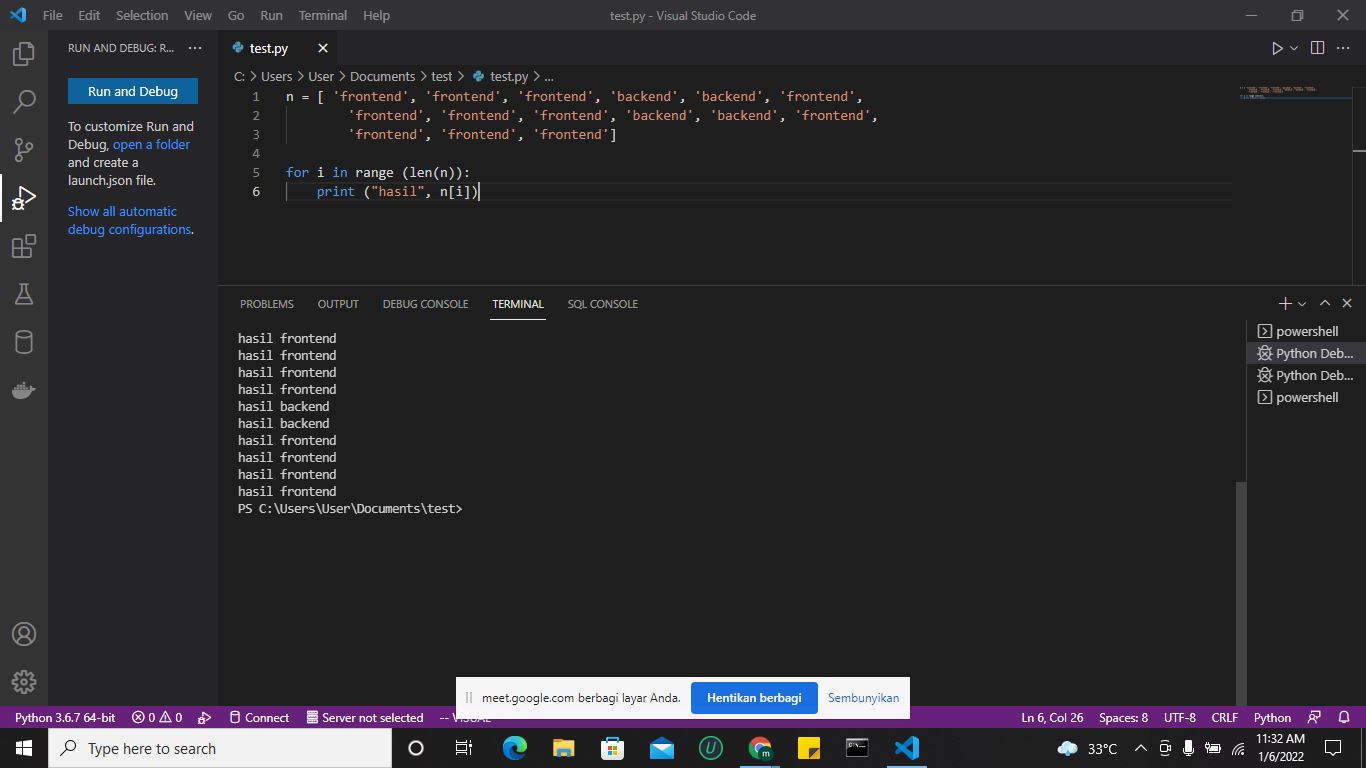 File Edit Selection View Go Run Terminal Help test.py - Visual Studio Code
RUN AND DEBUG: R... ···
test.py
Run and Debug
To customize Run and
Debug, open a folder
and create a
launch.json file.
Show all automatic
debug configurations.
C: > Users > User > Documents > test > test.py > ...
1 n = [ 'frontend', 'frontend', 'frontend', 'backend', 'backend', 'frontend',
2 'frontend', 'frontend', 'frontend', 'backend', 'backend', 'frontend',
3 'frontend', 'frontend', 'frontend']
4
5 for i in range (len(n)):
6 print ("hasil", n[i])
PROBLEMS OUTPUT DEBUG CONSOLE TERMINAL SQL CONSOLE
hasil frontend
hasil frontend
hasil frontend
hasil frontend
hasil backend
hasil backend
hasil frontend
hasil frontend
hasil frontend
hasil frontend
PS C:\Users\User\Documents\test>
powershell
Python Deb...
Python Deb...
powershell
meet.google.com berbagi layar Anda. Hentikan berbagi Sembunyikan
Python 3.6.7 64-bit 0 0 Connect Server not selected Ln 6, Col 26 Spaces: 8 UTF-8 CRLF Python
Type here to search
33°C
11:32 AM
1/6/2022